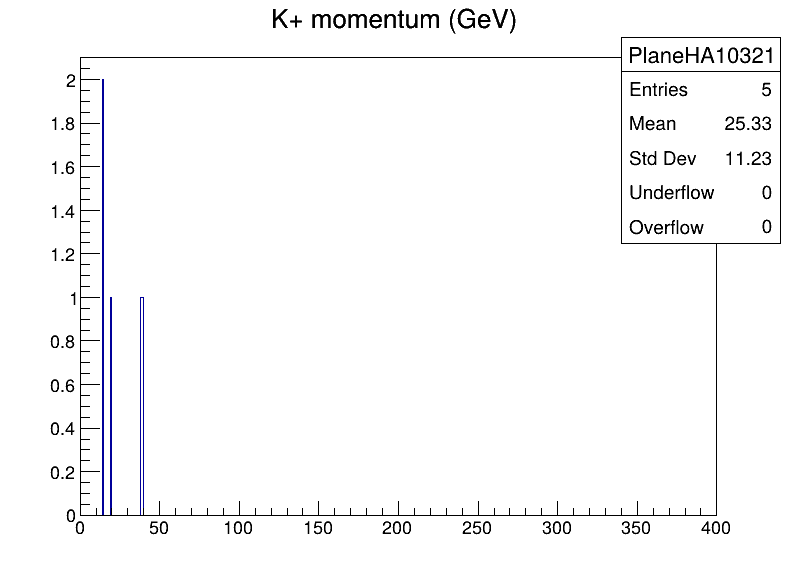 K+ momentum (GeV)
PlaneHA10321
Entries 5
Mean 25.33
Std Dev 11.23
Underflow 0
Overflow 0
2
1.8
1.6
1.4
1.2
1
0.8
0.6
0.4
0.2
0
0 50 100 150 200 250 300 350 400